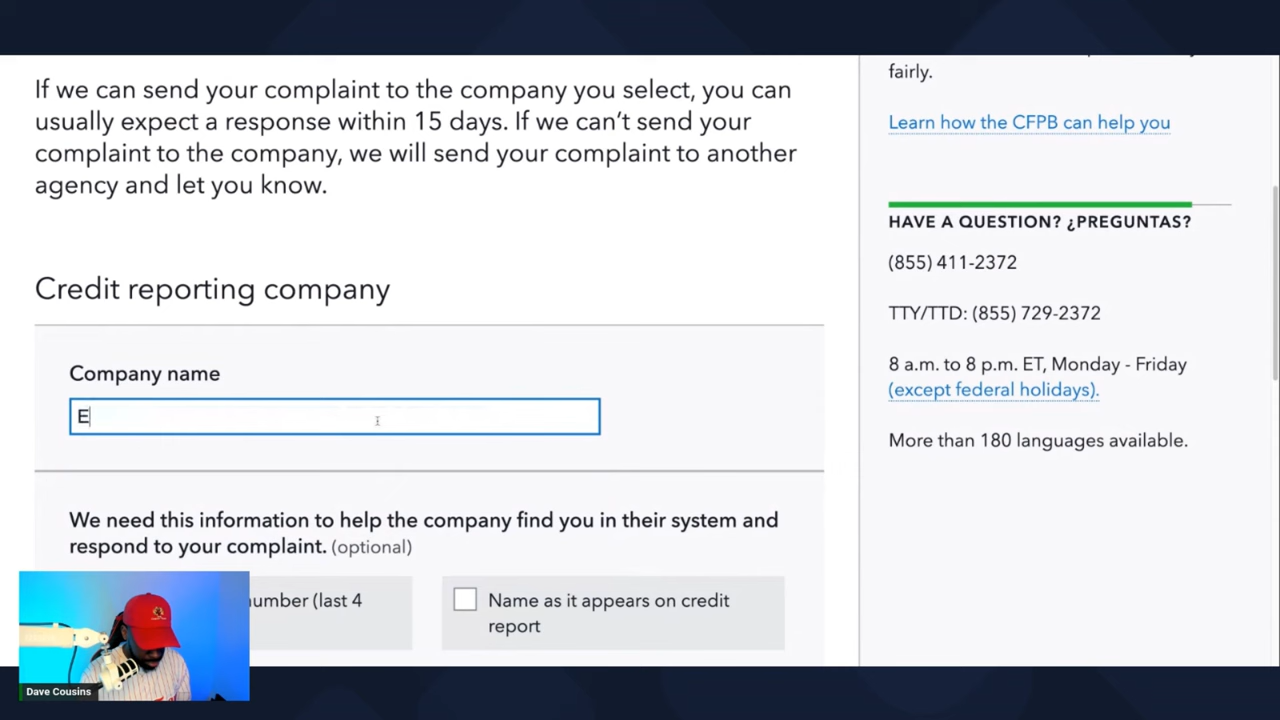 If we can send your complaint to the company you select, you can
usually expect a response within 15 days. If we can’t send your
complaint to the company, we will send your complaint to another
agency and let you know.
Credit reporting company
Company name
E
We need this information to help the company find you in their system and
respond to your complaint. (optional)
number (last 4
Name as it appears on credit
report
fairly.
Learn how the CFPB can help you
HAVE A QUESTION? ¿PREGUNTAS?
(855) 411-2372
TTY/TTD: (855) 729-2372
8 a.m. to 8 p.m. ET, Monday - Friday
(except federal holidays).
More than 180 languages available.
Dave Cousins